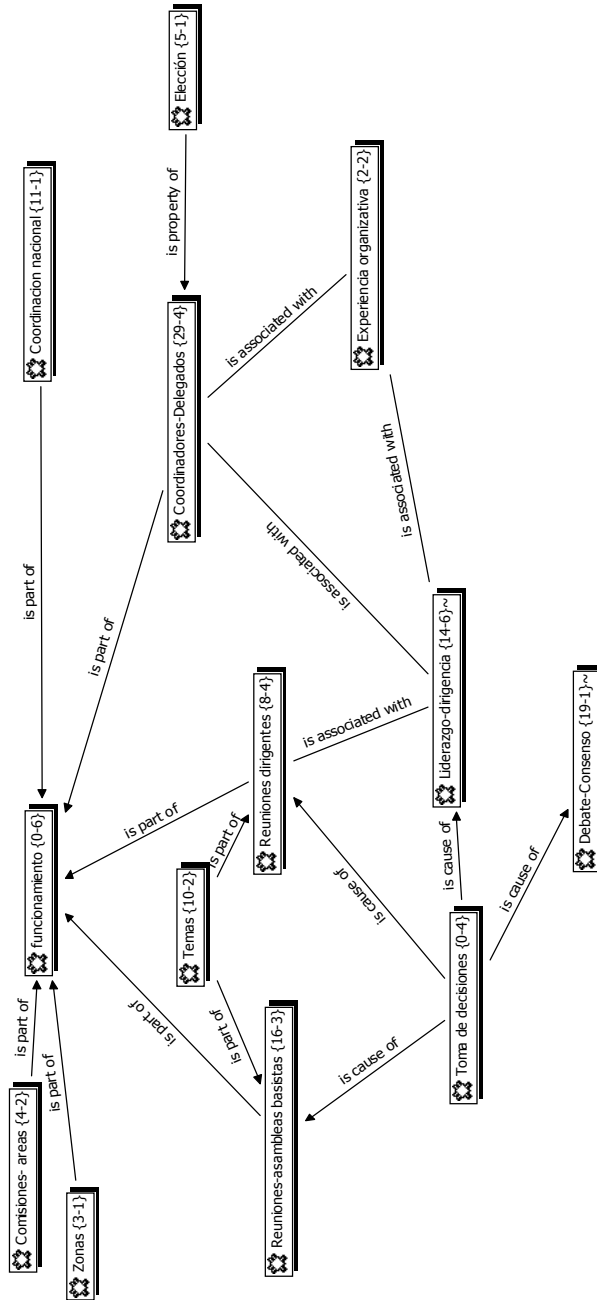 Comisiones- areas {4-2}
is part of
funcionamiento {0-6}
is part of
Coordinacion nacional {11-1}
Zonas {3-1}
is part of
is part of
is part of
is part of
Temas {10-2}
Coordinadores-Delegados {29-4}
is property of
Elección {5-1}
is part of
is part of
Reuniones-asambleas basistas {16-3}
Reuniones dirigentes {8-4}
is associated with
is associated with
is associated with
is cause of
is cause of
Experiencia organizativa {2-2}
is associated with
Toma de decisiones {0-4}
is cause of
Liderazgo-dirigencia {14-6}~
is cause of
Debate-Consenso {19-1}~